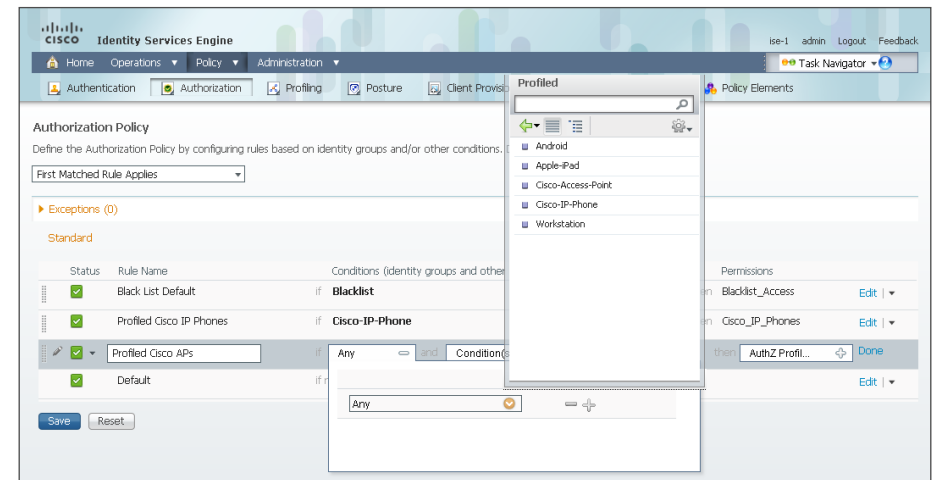 CISCO Identity Services Engine
ise-1 admin Logout Feedback
Home Operations ▼ Policy ▼ Administration ▼
Task Navigator
Authentication Authorization Profiling Posture Client Provisi Policy Elements
Profiled
Authorization Policy
Define the Authorization Policy by configuring rules based on identity groups and/or other conditions.
First Matched Rule Applies
Android
Apple-iPad
Cisco-Access-Point
Cisco-IP-Phone
Workstation
Exceptions (0)
Standard
Status Rule Name Conditions (identity groups and other Permissions
Black List Default if Blacklist en Blacklist_Access Edit | ▼
Profiled Cisco IP Phones if Cisco-IP-Phone en Cisco_IP_Phones Edit | ▼
Profiled Cisco APs if Any and Condition(s then AuthZ Profil... Done
Default if r Edit | ▼
Any
Save Reset